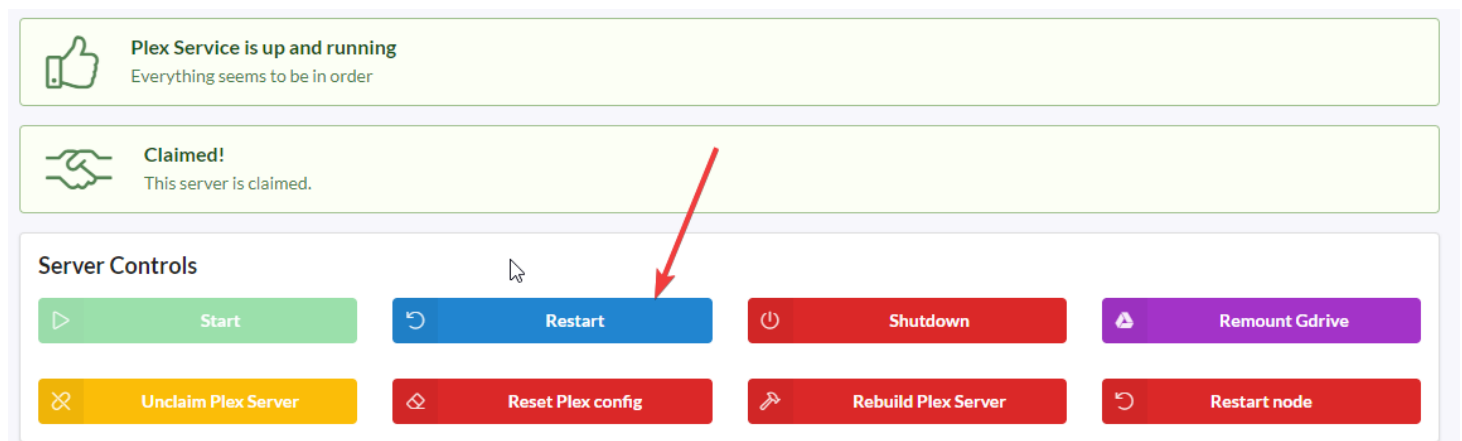 Plex Service is up and running
Everything seems to be in order
Claimed!
This server is claimed.
Server Controls
Start
Restart
Shutdown
Remount Gdrive
Unclaim Plex Server
Reset Plex config
Rebuild Plex Server
Restart node